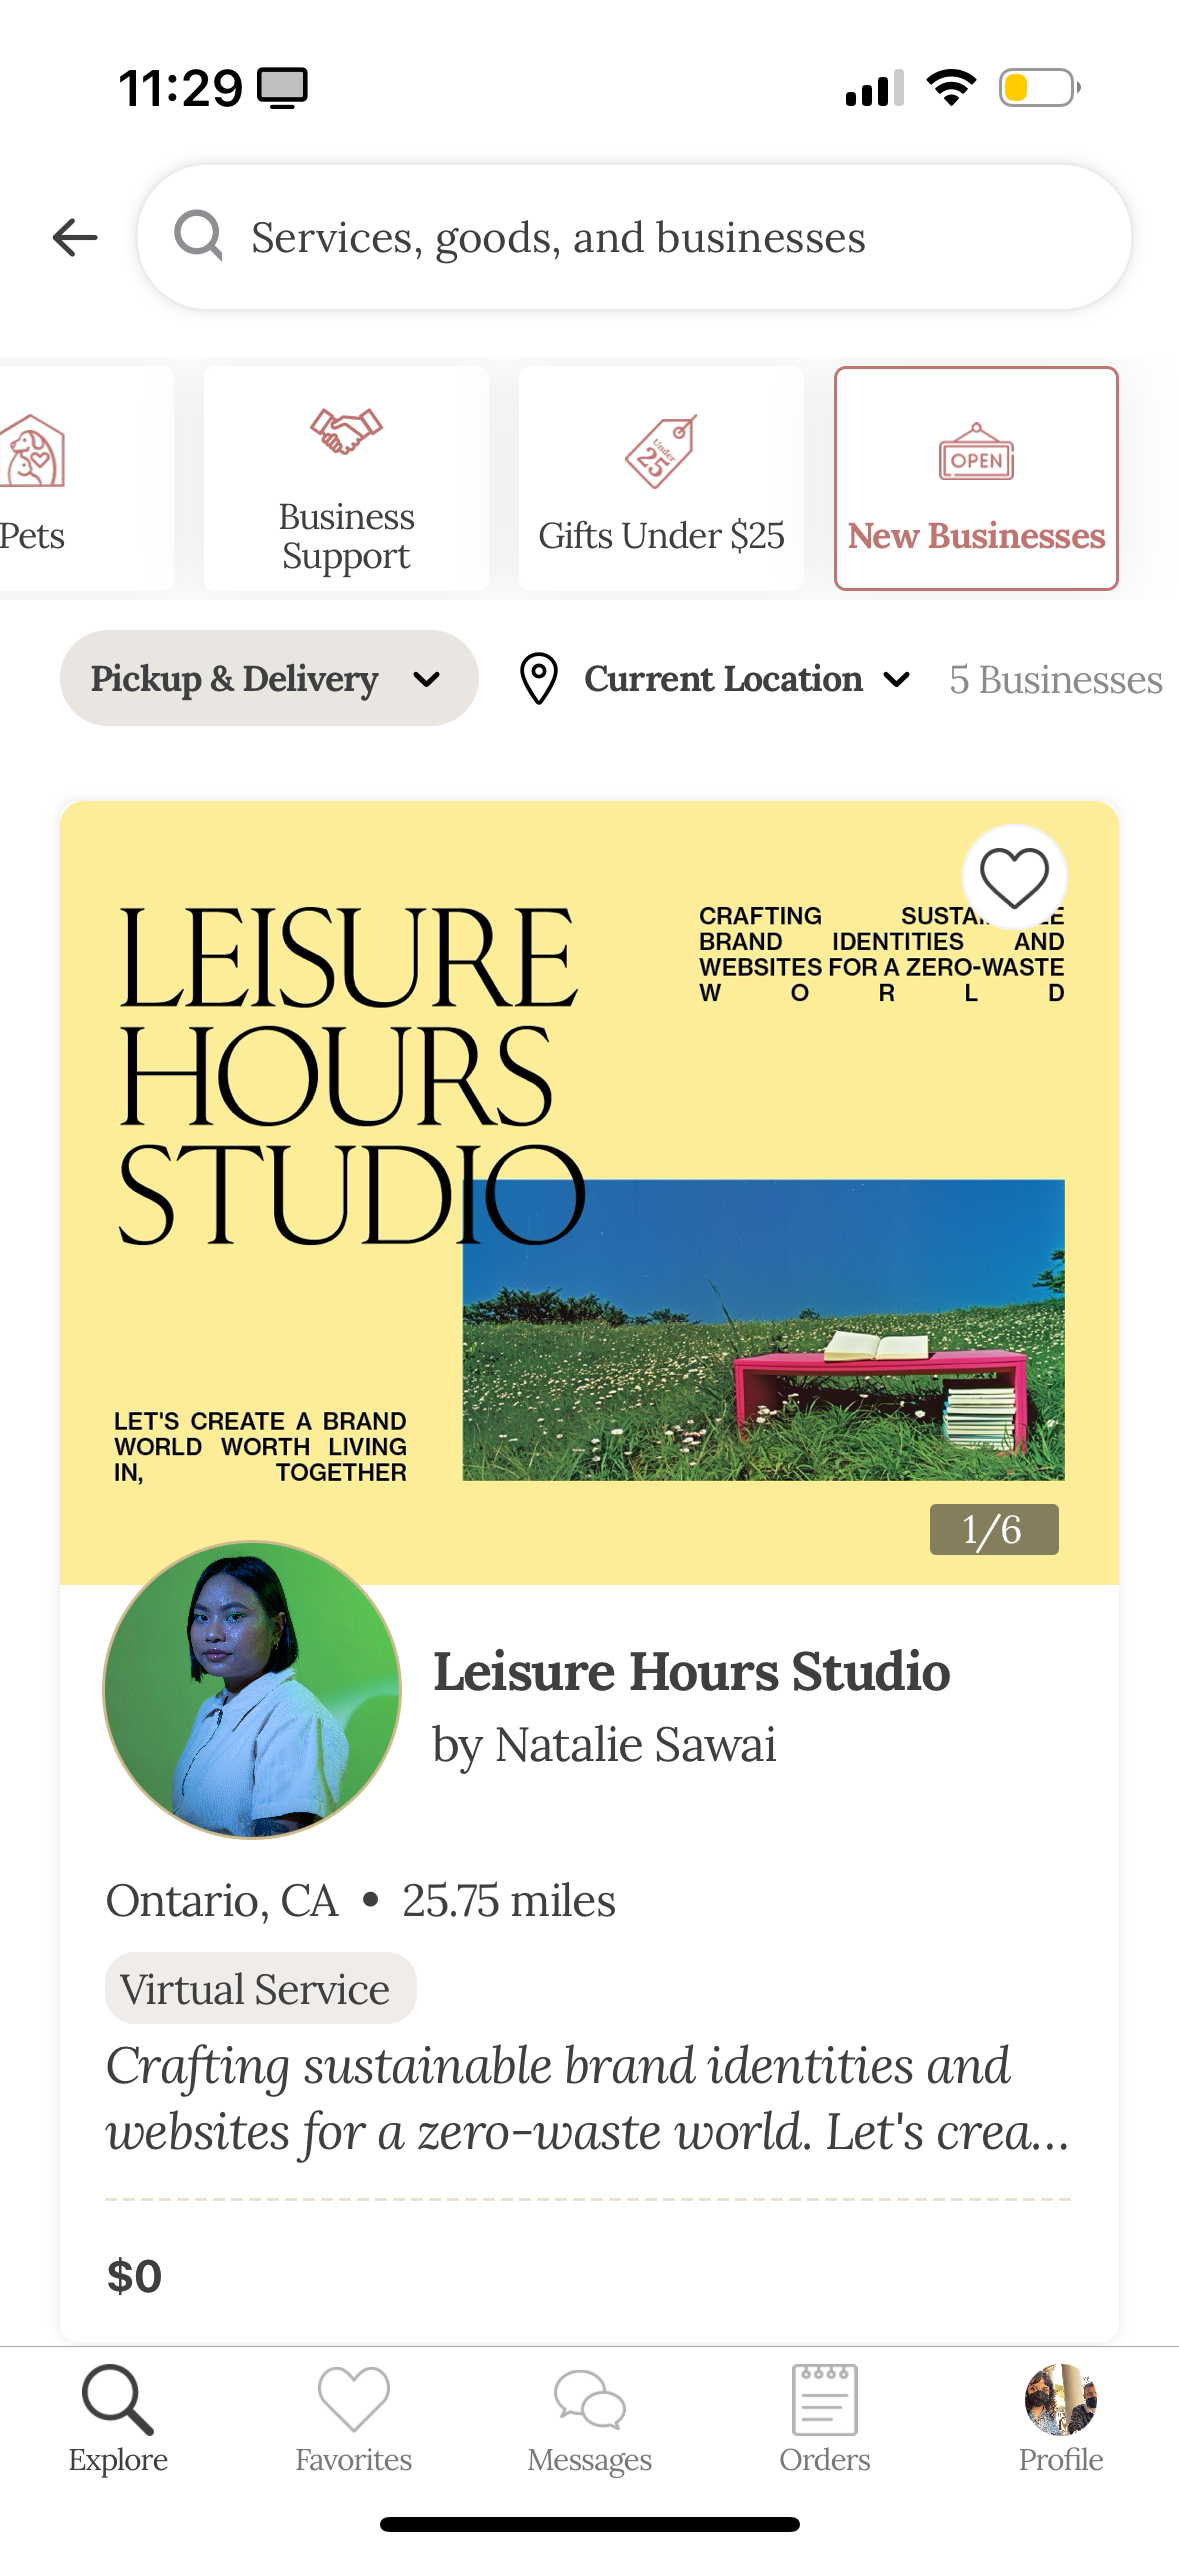 11:29
Services, goods, and businesses
Pets
Business
Support
Under
25
Gifts Under $25
OPEN
New Businesses
Pickup & Delivery
Current Location
5 Businesses
LEISURE
HOURS
STUDIO
CRAFTING
BRAND IDENTITIES AND
WEBSITES FOR A ZERO-WASTE
W O R L D
LET'S CREATE A BRAND
WORLD WORTH LIVING
IN, TOGETHER
1/6
Leisure Hours Studio
by Natalie Sawai
Ontario, CA • 25.75 miles
Virtual Service
Crafting sustainable brand identities and
websites for a zero-waste world. Let's crea...
$0
Explore
Favorites
Messages
Orders
Profile